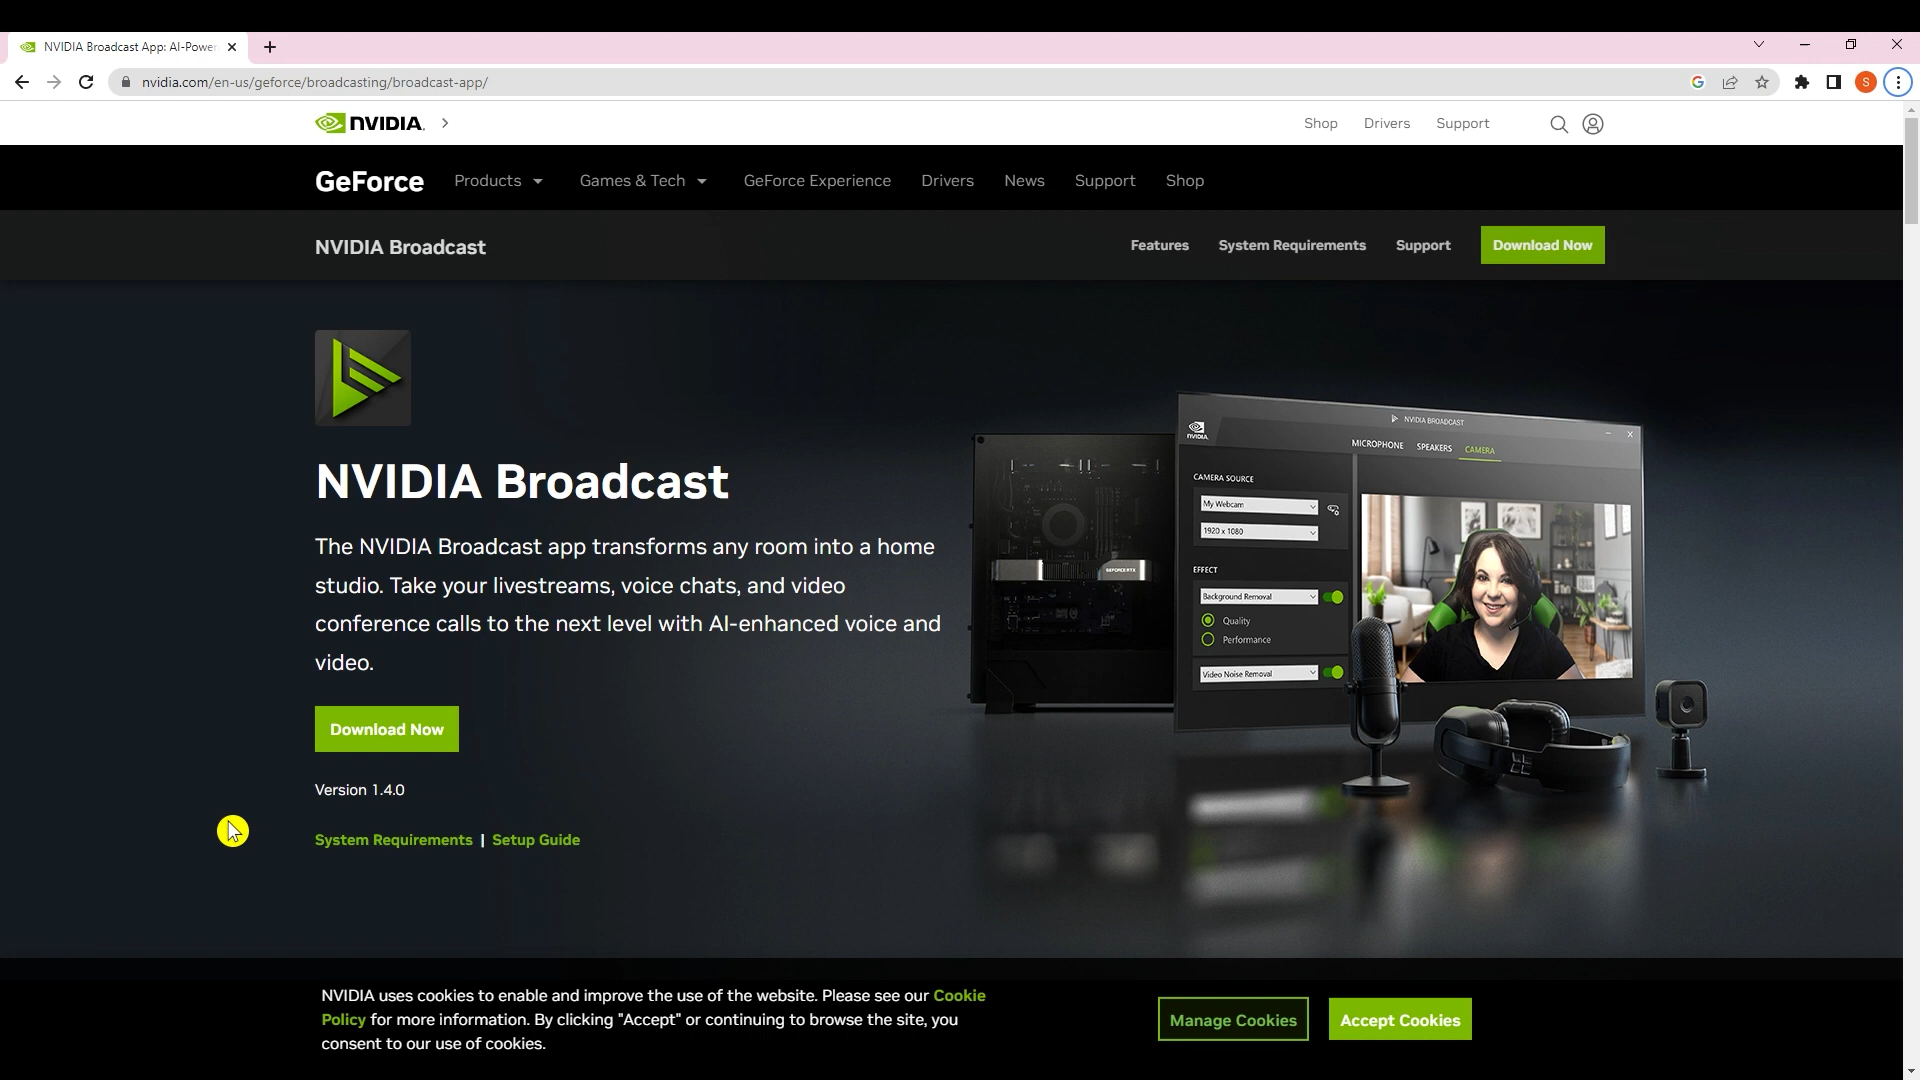 NVIDIA Broadcast App: AI-Power
nvidia.com/en-us/geforce/broadcasting/broadcast-app/
S
NVIDIA.
Shop
Drivers
Support
GeForce
Products
Games & Tech
GeForce Experience
Drivers
News
Support
Shop
NVIDIA Broadcast
Features
System Requirements
Support
Download Now
NVIDIA Broadcast
The NVIDIA Broadcast app transforms any room into a home
studio. Take your livestreams, voice chats, and video
conference calls to the next level with AI-enhanced voice and
video.
Download Now
Version 1.4.0
System Requirements | Setup Guide
NVIDIA BROADCAST
NVIDIA.
MICROPHONE
SPEAKERS
CAMERA
CAMERA SOURCE
My Webcam
1920 x 1080
EFFECT
Background Removal
Quality
Performance
Video Noise Removal
GEFORCE RTX
NVIDIA uses cookies to enable and improve the use of the website. Please see our Cookie
Policy for more information. By clicking "Accept" or continuing to browse the site, you
consent to our use of cookies.
Manage Cookies
Accept Cookies